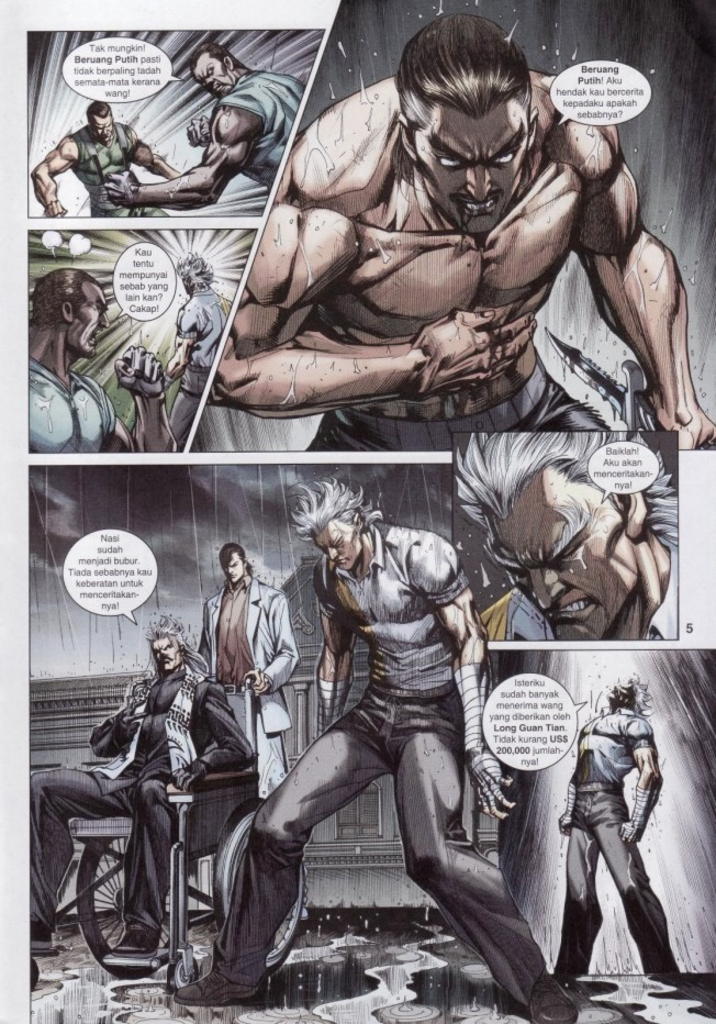 Tak mungkin!
Beruang Putih pasti
tidak berpaling tadah
semata-mata kerana
wang!
Beruang
Putih! Aku
hendak kau bercerita
kepadaku apakah
sebabnya?
Kau
tentu
mempunyai
sebab yang
lain kan?
Cakap!
Baiklah!
Aku akan
menceritakan-
nya!
Nasi
sudah
menjadi bubur.
Tiada sebabnya kau
keberatan untuk
menceritakan-
nya!
5
Isteriku
sudah banyak
menerima wang
yang diberikan oleh
Long Guan Tian.
Tidak kurang US$
200,000 jumlah-
nya!